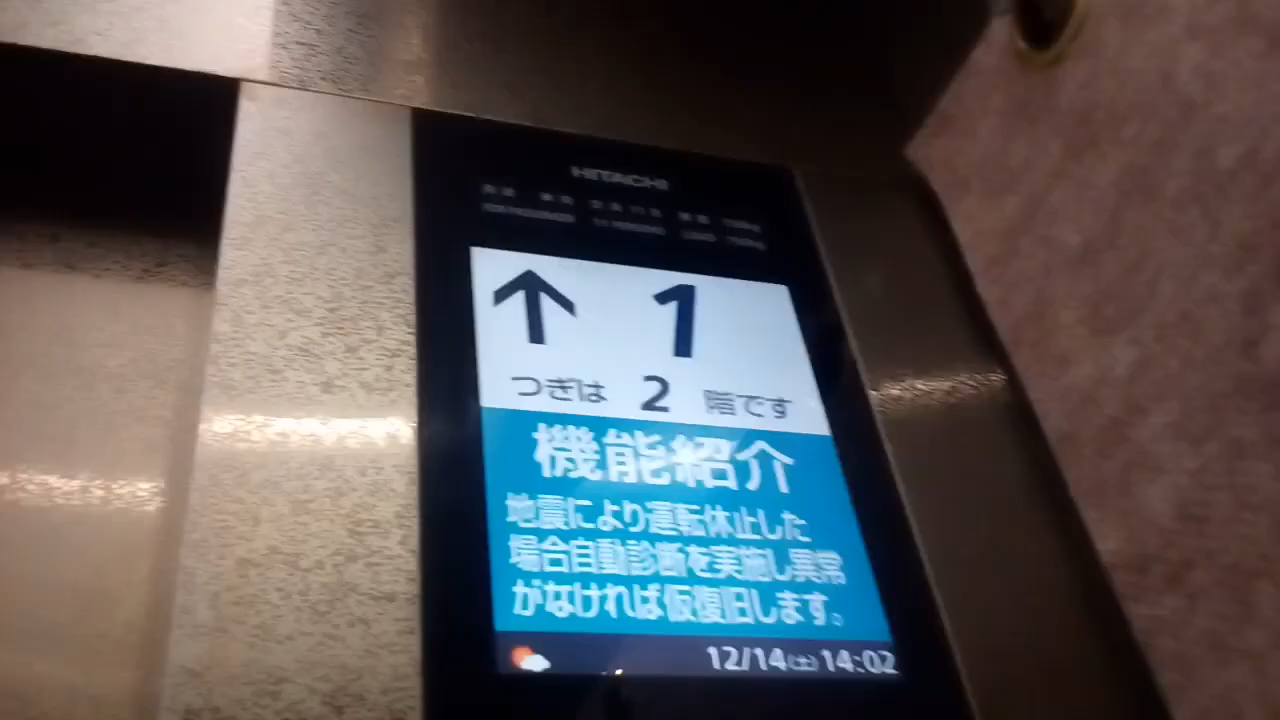 HITACHI
↑ 1
つぎは 2 階です
機能紹介
地震により運転休止した
場合自動診断を実施し異常
がなければ仮復旧します。
12/14(土)14:02